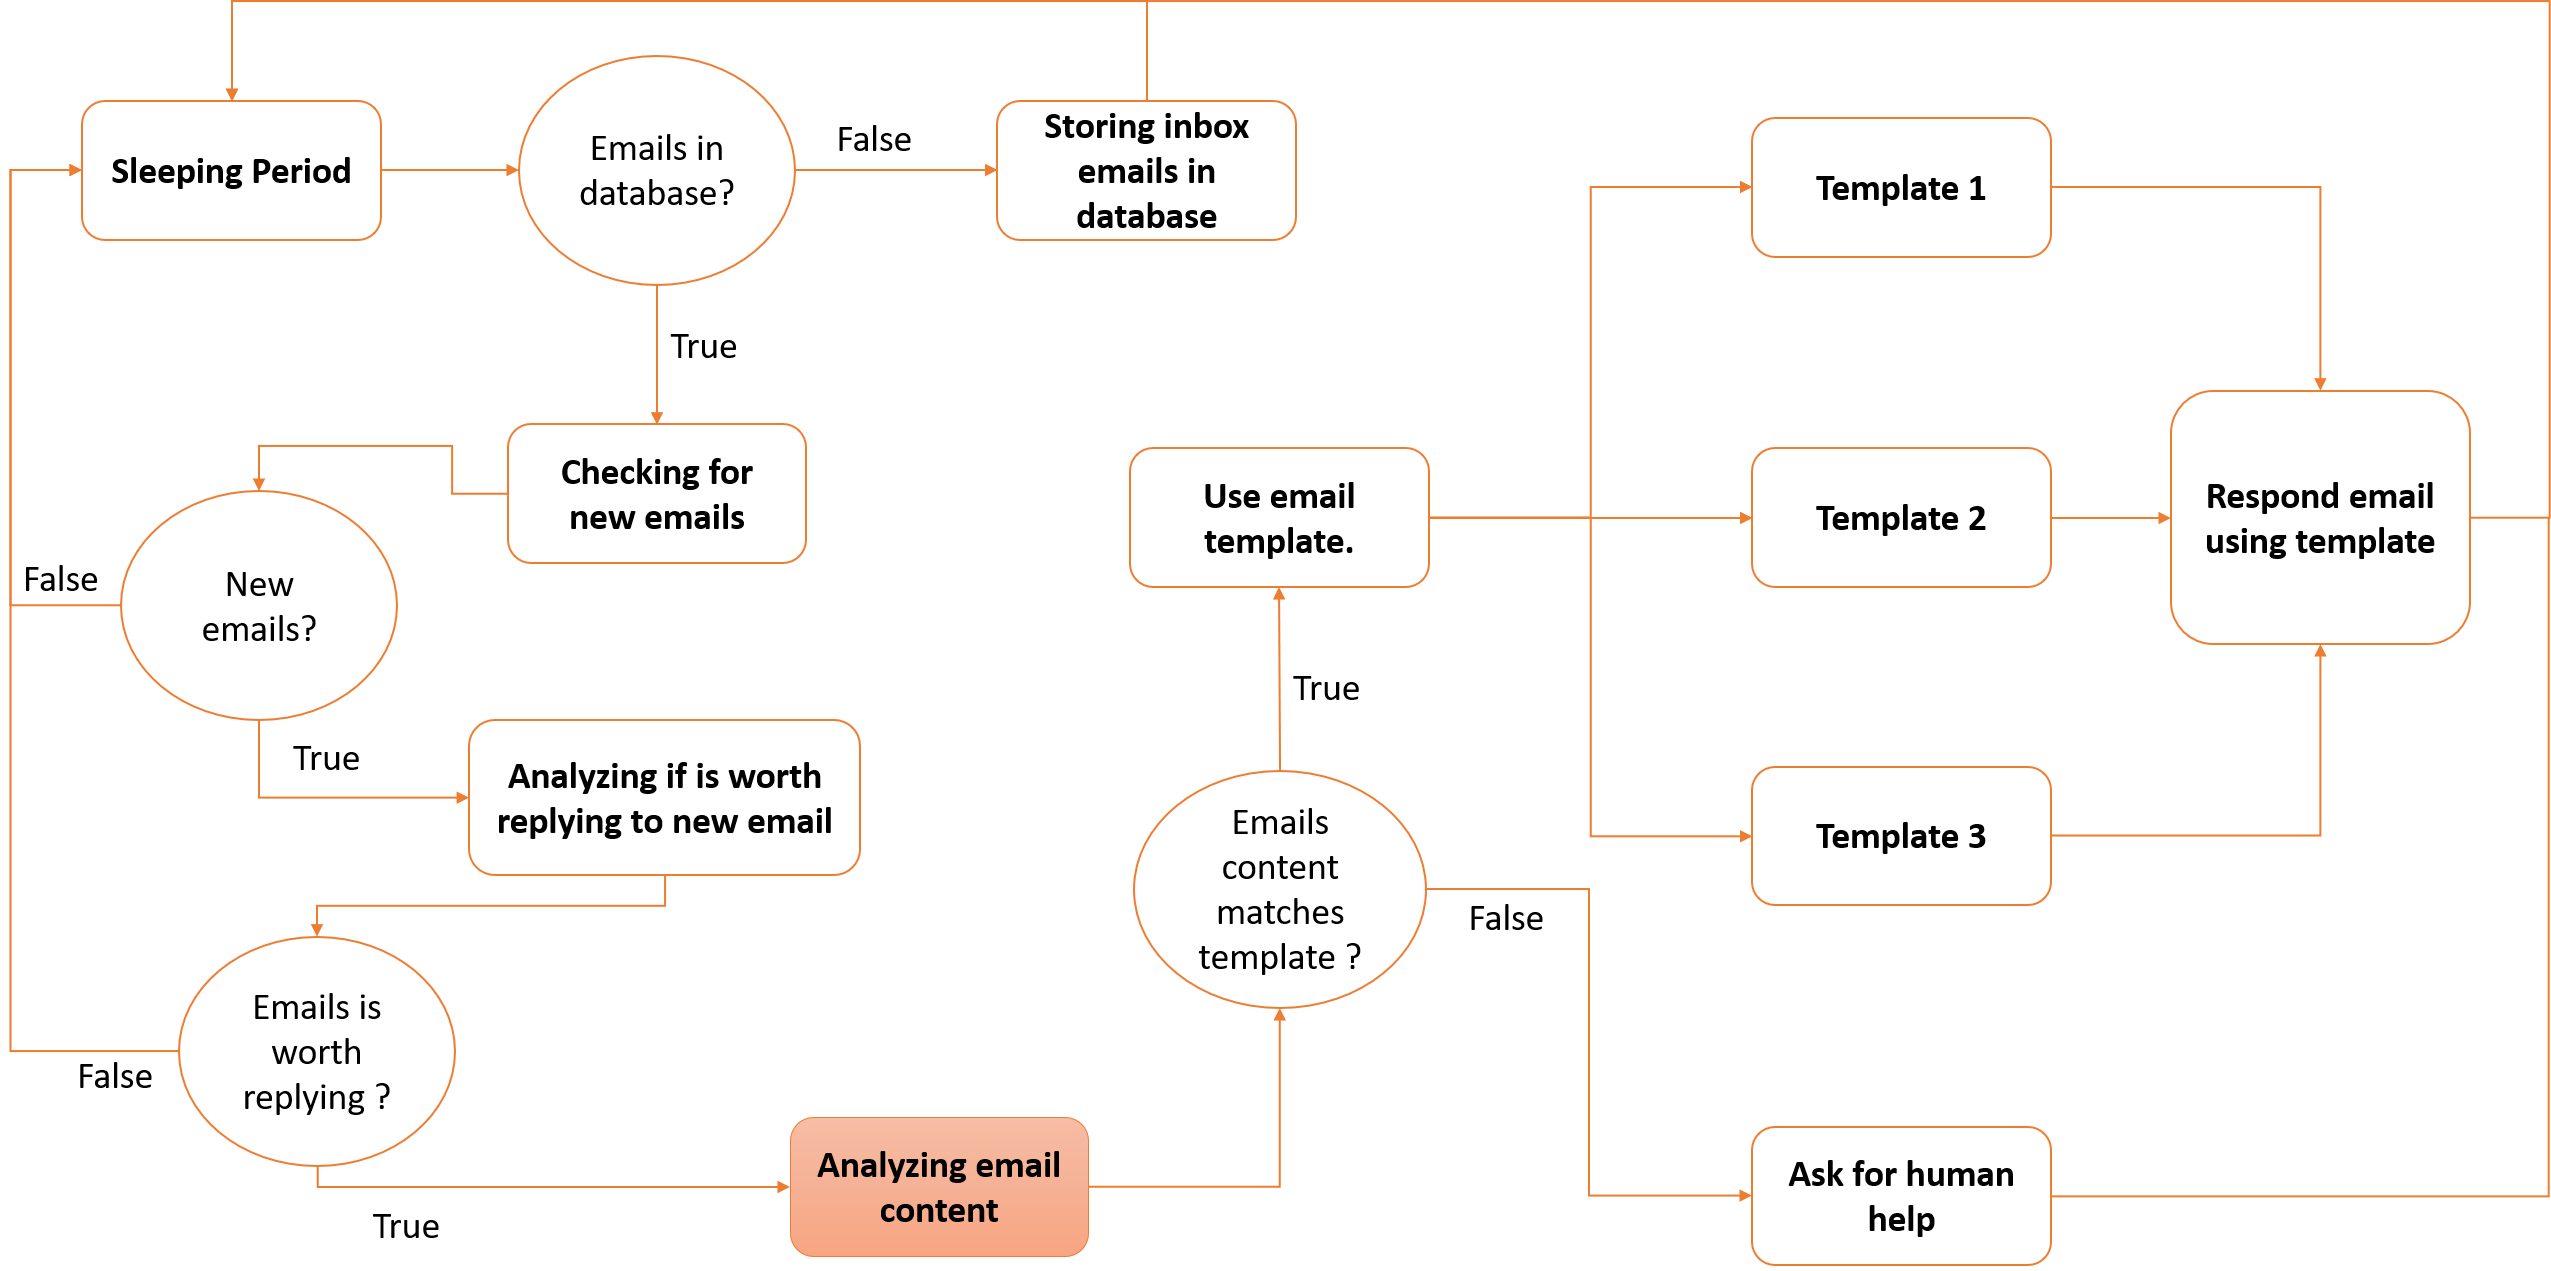 Sleeping Period
Emails in
database?
False
Storing inbox
emails in
database
True
Checking for
new emails
New
emails?
False
True
Analyzing if is worth
replying to new email
Emails is
worth
replying ?
False
True
Analyzing email
content
Emails
content
matches
template ?
True
False
Use email
template.
Template 1
Template 2
Template 3
Respond email
using template
Ask for human
help